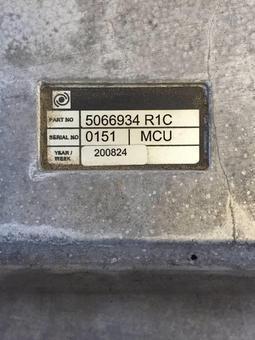 PART NO 5066934 R1C
SERIAL NO 0151 MCU
YEAR / WEEK 200824